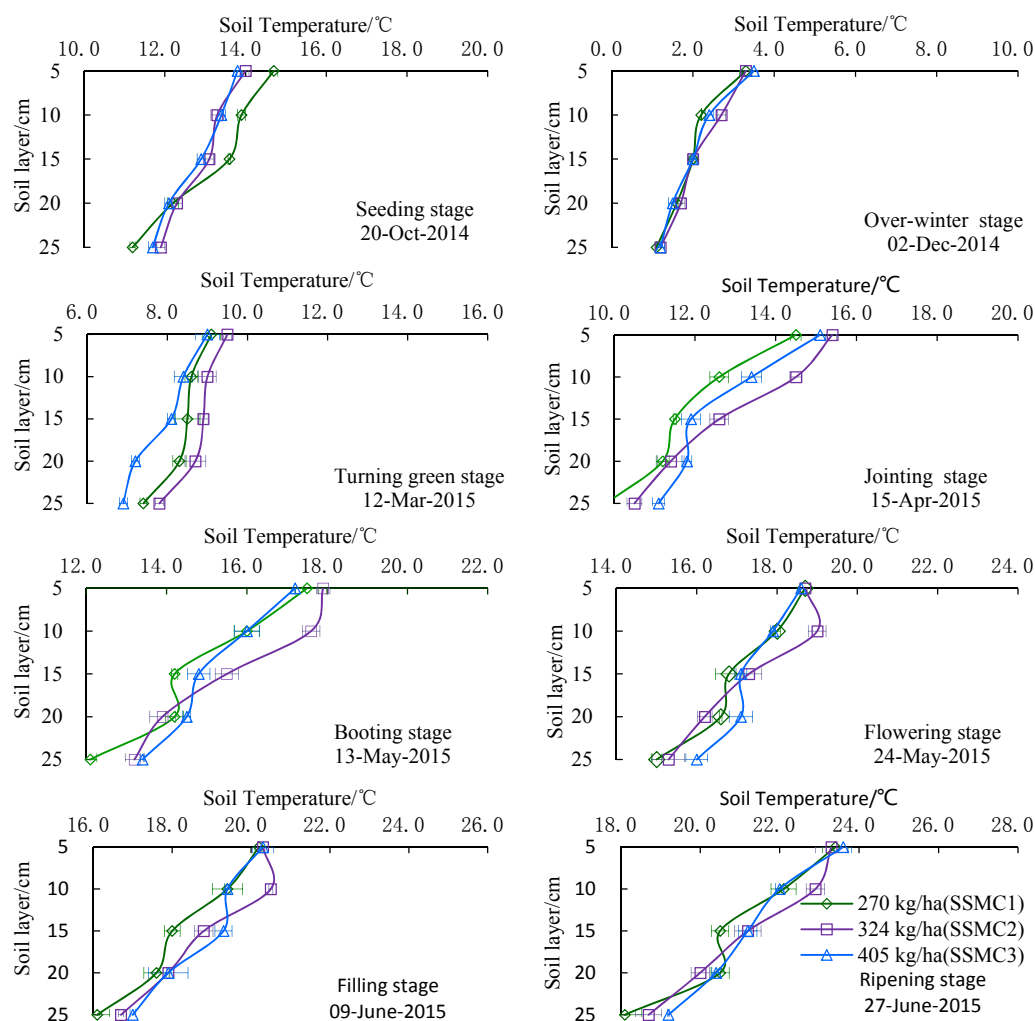 Soil Temperature/℃
10.0 12.0 14.0 16.0 18.0 20.0
5
10
15
20
25
Soil layer/cm
Seeding stage
20-Oct-2014
Soil Temperature/℃
0.0 2.0 4.0 6.0 8.0 10.0
5
10
15
20
25
Soil layer/cm
Over-winter stage
02-Dec-2014
Soil Temperature/℃
6.0 8.0 10.0 12.0 14.0 16.0
5
10
15
20
25
Soil layer/cm
Turning green stage
12-Mar-2015
Soil Temperature/℃
10.0 12.0 14.0 16.0 18.0 20.0
5
10
15
20
25
Soil layer/cm
Jointing stage
15-Apr-2015
Soil Temperature/℃
12.0 14.0 16.0 18.0 20.0 22.0
5
10
15
20
25
Soil layer/cm
Booting stage
13-May-2015
Soil Temperature/℃
14.0 16.0 18.0 20.0 22.0 24.0
5
10
15
20
25
Soil layer/cm
Flowering stage
24-May-2015
Soil Temperature/℃
16.0 18.0 20.0 22.0 24.0 26.0
5
10
15
20
25
Soil layer/cm
Filling stage
09-June-2015
Soil Temperature/℃
18.0 20.0 22.0 24.0 26.0 28.0
5
10
15
20
25
Soil layer/cm
270 kg/ha(SSMC1)
324 kg/ha(SSMC2)
405 kg/ha(SSMC3)
Ripening stage
27-June-2015